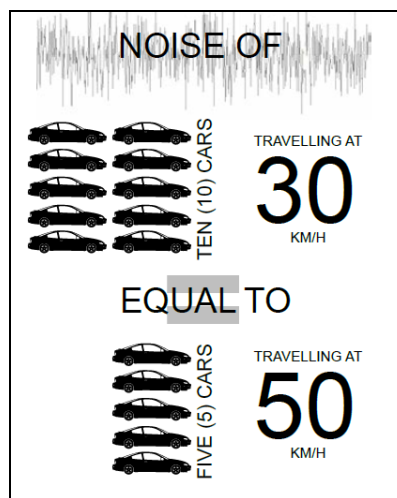 NOISE OF
TEN (10) CARS
TRAVELLING AT
30
KM/H
EQUAL TO
FIVE (5) CARS
TRAVELLING AT
50
KM/H